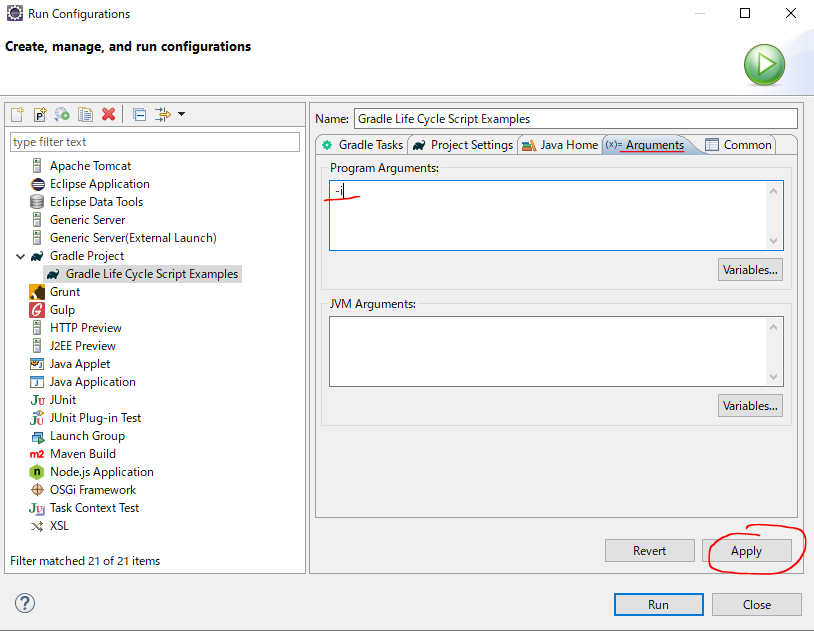 Run Configurations
Create, manage, and run configurations
type filter text
Apache Tomcat
Eclipse Application
Eclipse Data Tools
Generic Server
Generic Server(External Launch)
Gradle Project
Gradle Life Cycle Script Examples
Grunt
Gulp
HTTP Preview
J2EE Preview
Java Applet
Java Application
JUnit
JUnit Plug-in Test
Launch Group
Maven Build
Node.js Application
OSGi Framework
Task Context Test
XSL
Filter matched 21 of 21 items
Name: Gradle Life Cycle Script Examples
Gradle Tasks Project Settings Java Home (x)= Arguments Common
Program Arguments:
-i
Variables...
JVM Arguments:
Variables...
Revert Apply
Run Close